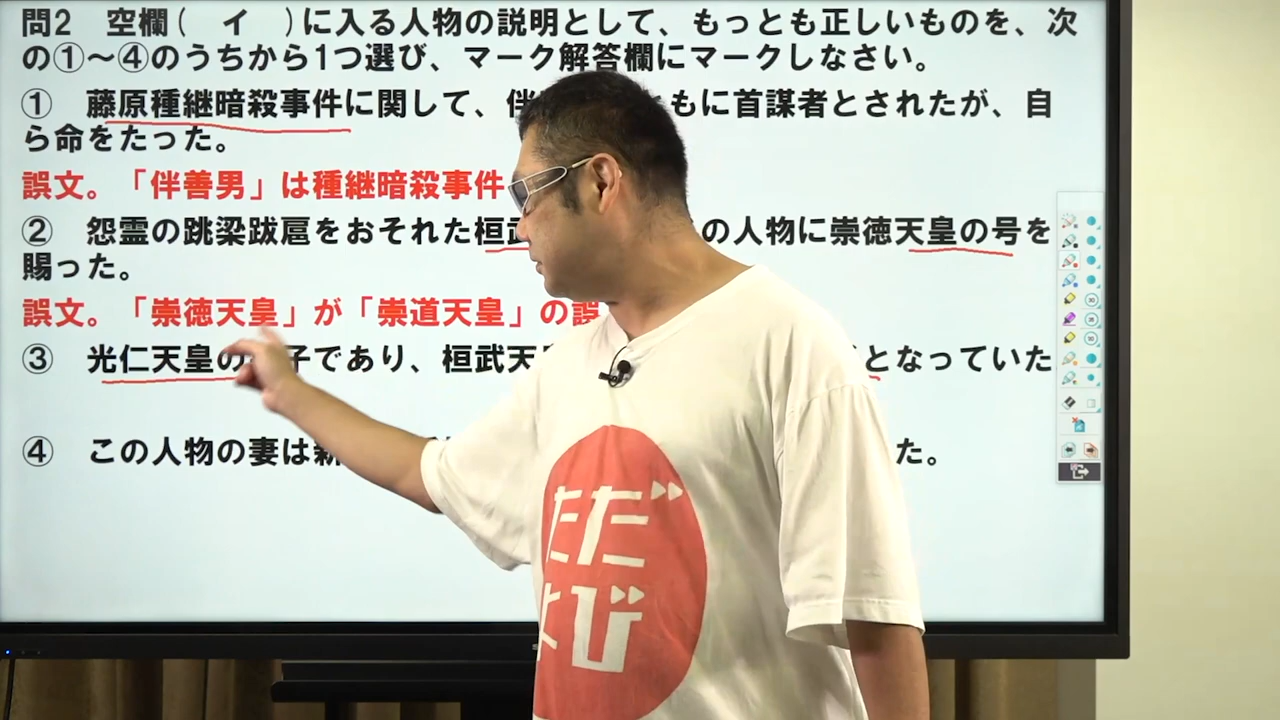 問2　空欄(　イ　)に入る人物の説明として、もっとも正しいものを、次
の①～④のうちから1つ選び、マーク解答欄にマークしなさい。
①　藤原種継暗殺事件に関して、伴 もに首謀者とされたが、自
ら命をたった。
誤文。「伴善男」は種継暗殺事件
②　怨霊の跳梁跋扈をおそれた桓武 の人物に崇徳天皇の号を
賜った。
誤文。「崇徳天皇」が「崇道天皇」の誤
③　光仁天皇の 子であり、桓武天 となっていた
④　この人物の妻は新 た。
ただ
よび